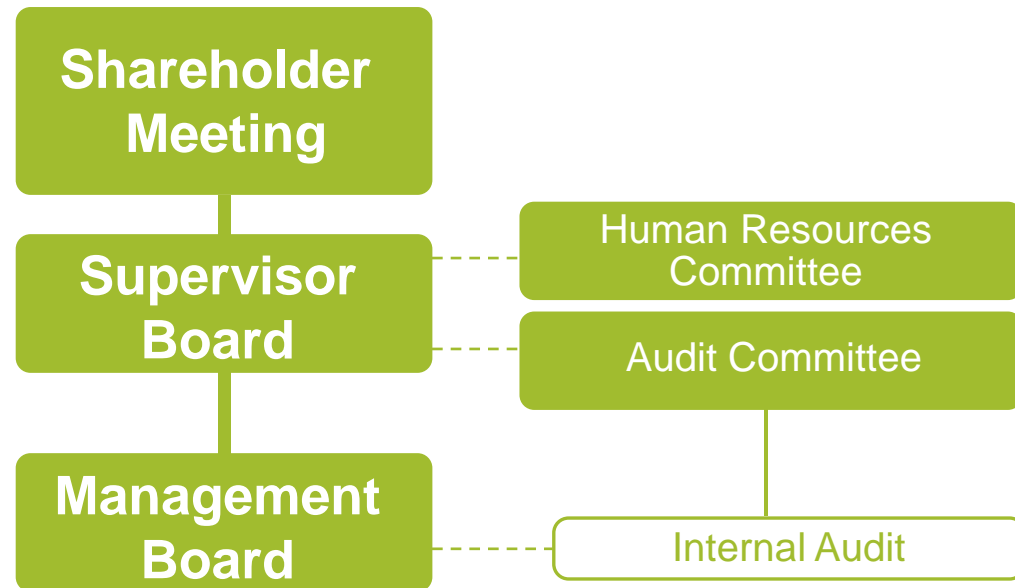 Shareholder
Meeting
Supervisor
Board
Human Resources
Committee
Audit Committee
Management
Board
Internal Audit